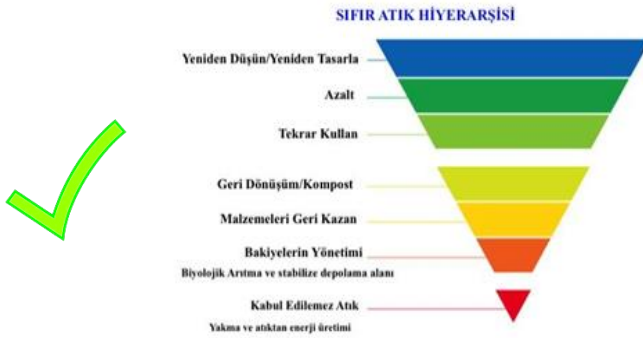 SIFIR ATIK HİYERARŞİSİ
Yeniden Düşün/Yeniden Tasarla
Azalt
Tekrar Kullan
Geri Dönüşüm/Kompost
Malzemeleri Geri Kazan
Bakiyelerin Yönetimi
Biyolojik Arıtma ve stabilize depolama alanı
Kabul Edilemez Atık
Yakma ve atıktan enerji üretimi